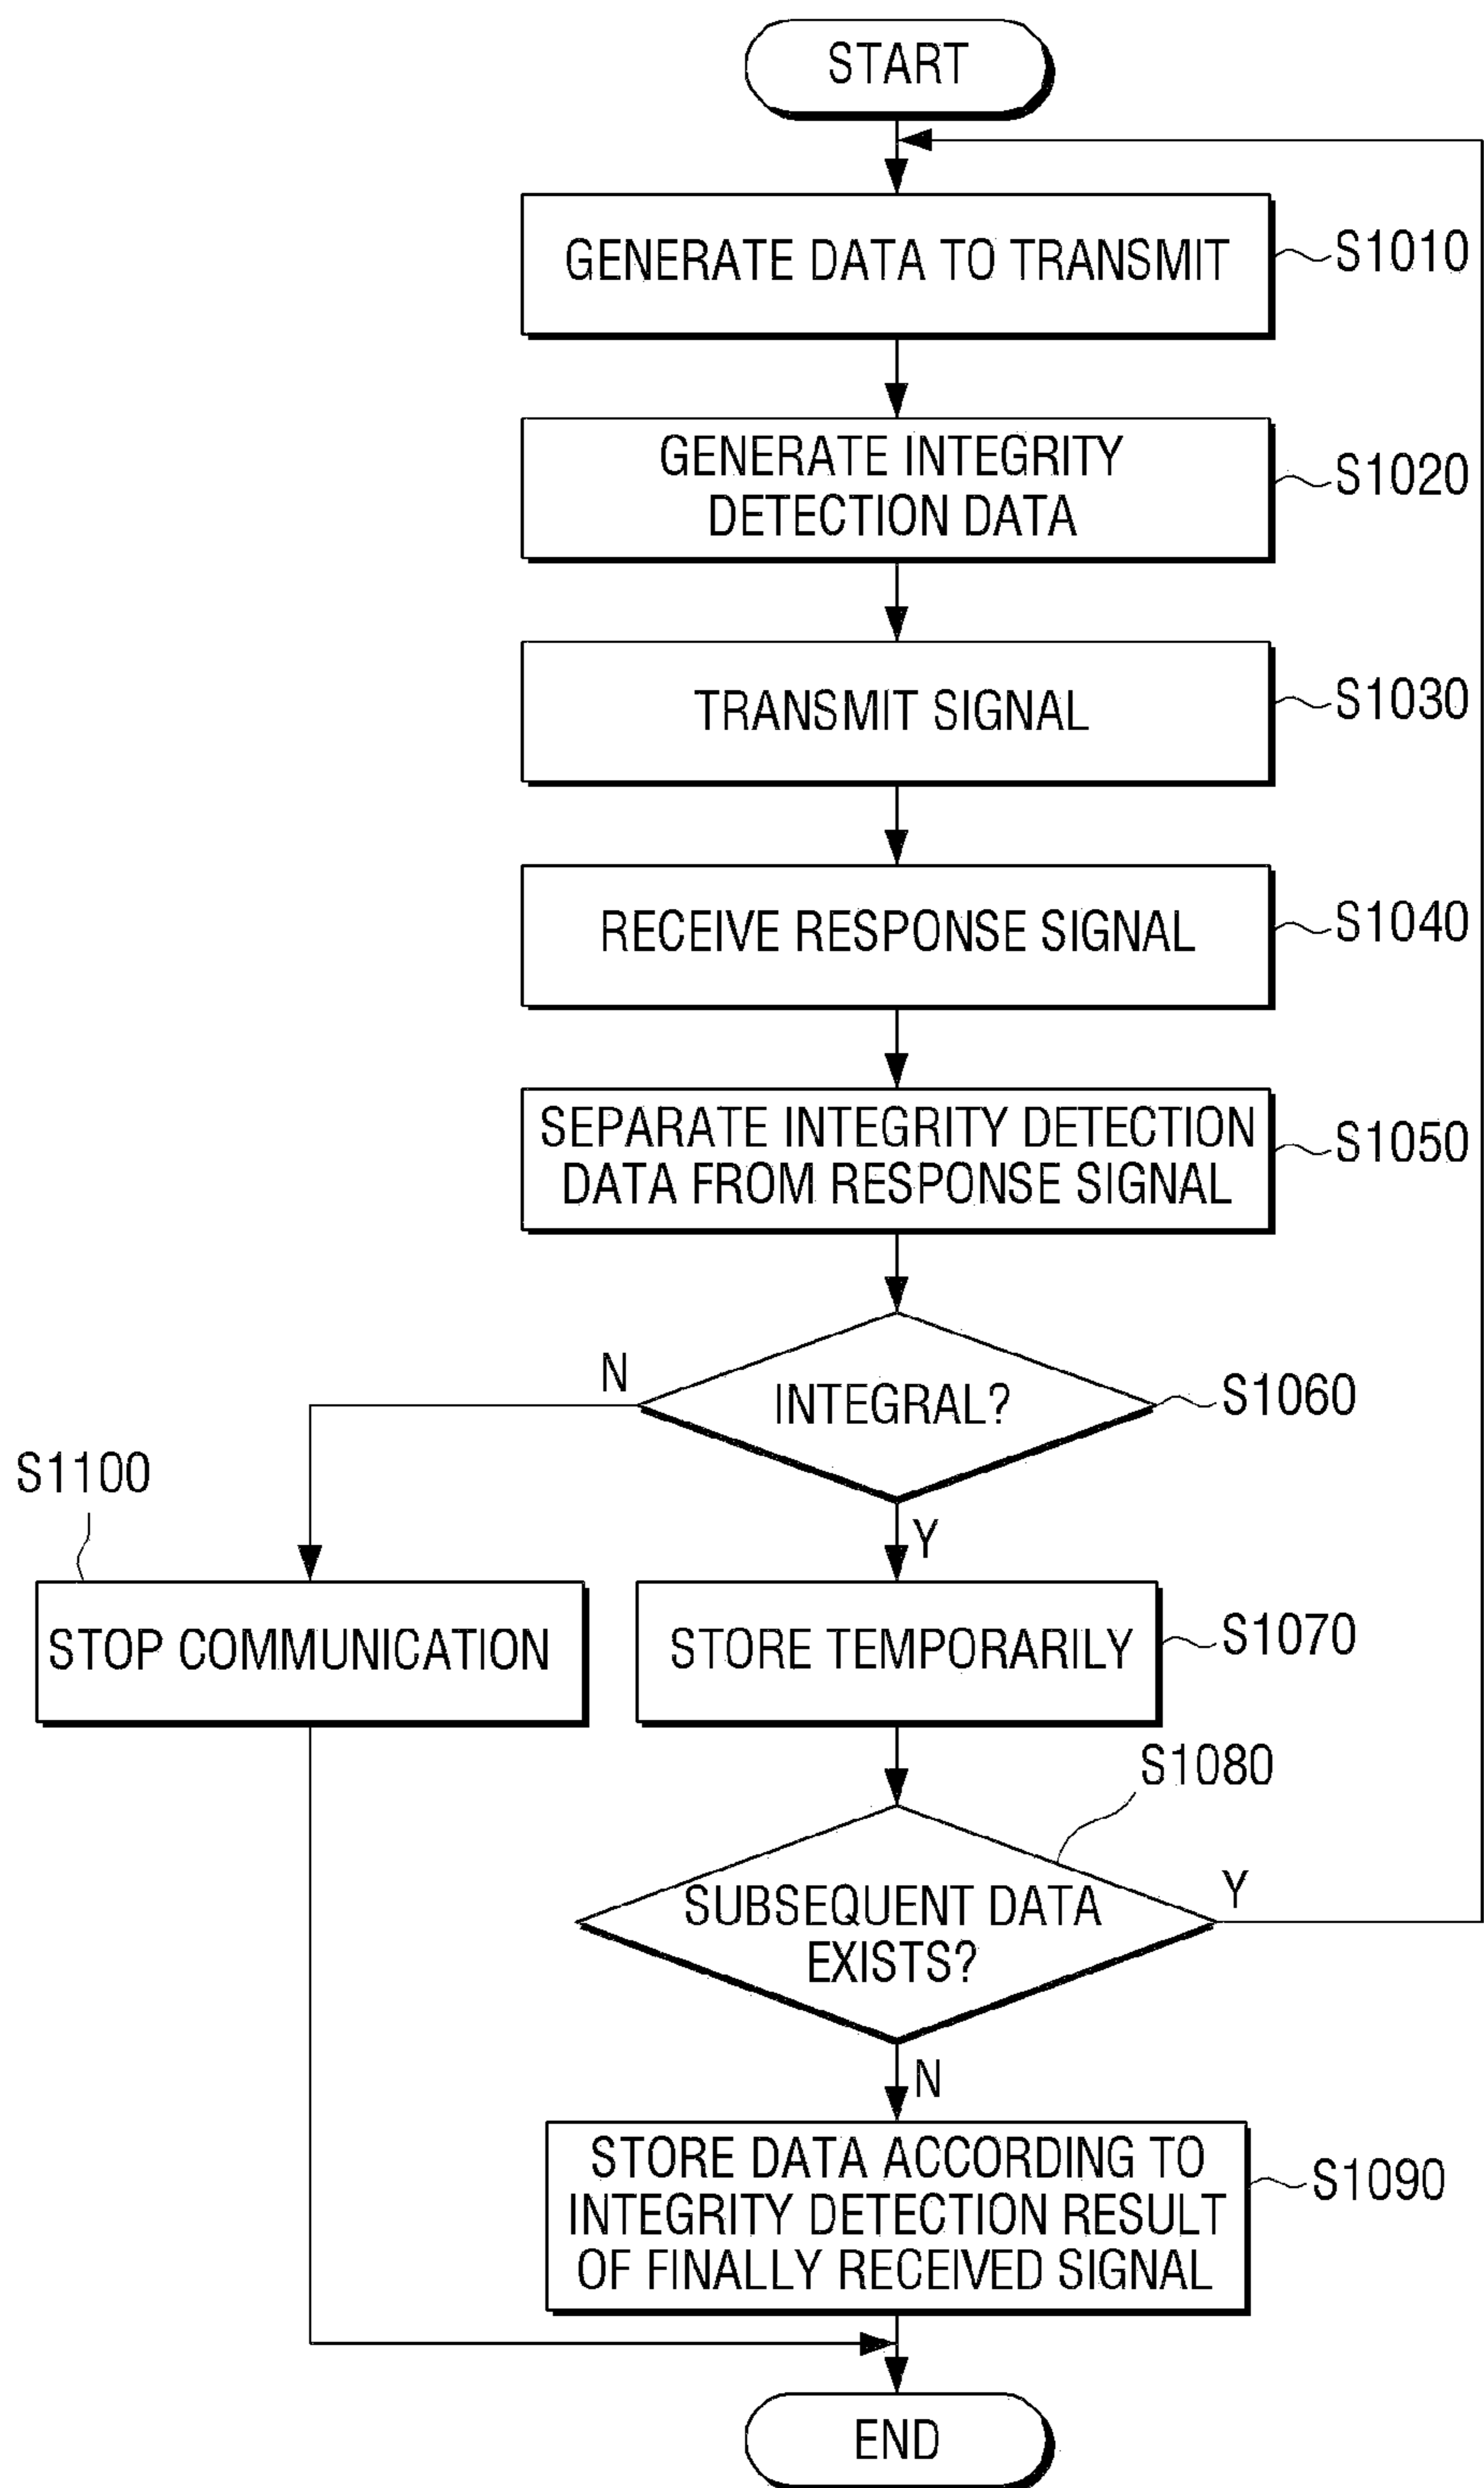 START
GENERATE DATA TO TRANSMIT
S1010
GENERATE INTEGRITY
DETECTION DATA
S1020
TRANSMIT SIGNAL
S1030
RECEIVE RESPONSE SIGNAL
S1040
SEPARATE INTEGRITY DETECTION
DATA FROM RESPONSE SIGNAL
S1050
N
INTEGRAL?
S1060
S1100
Y
STOP COMMUNICATION
STORE TEMPORARILY
S1070
S1080
SUBSEQUENT DATA
EXISTS?
Y
N
STORE DATA ACCORDING TO
INTEGRITY DETECTION RESULT
OF FINALLY RECEIVED SIGNAL
S1090
END